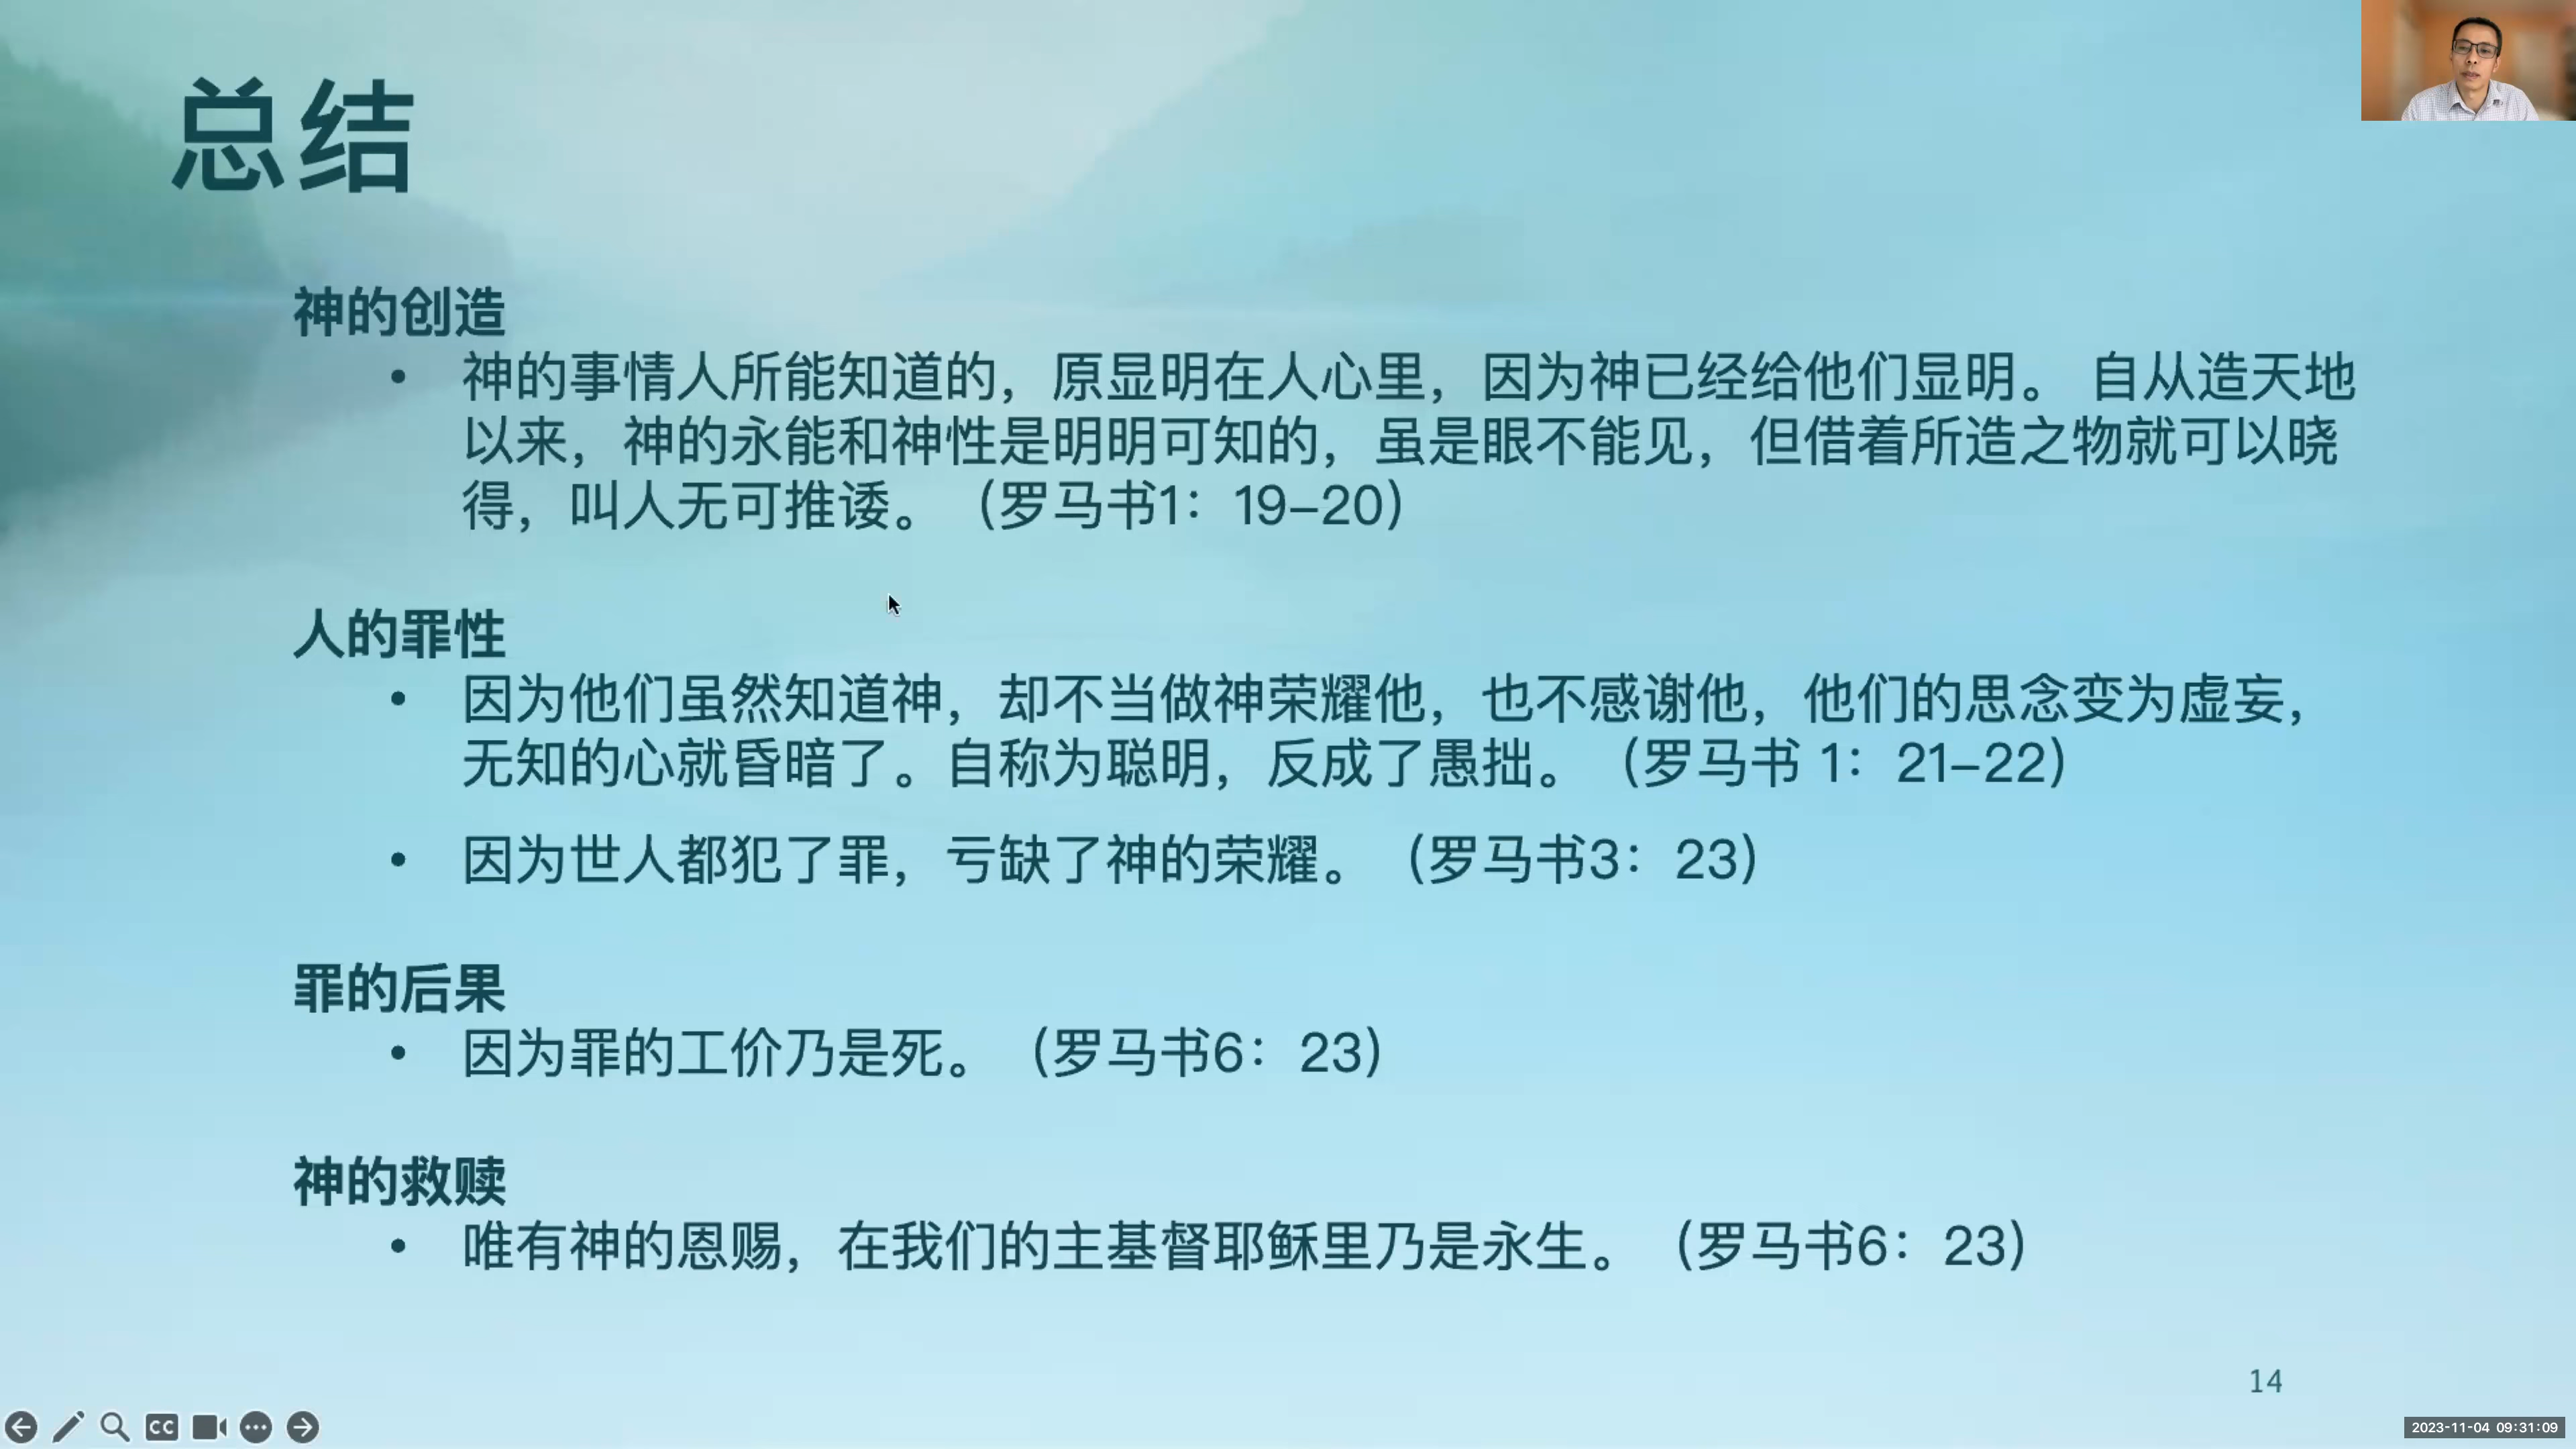 总结
神的创造
• 神的事情人所能知道的，原显明在人心里，因为神已经给他们显明。 自从造天地
以来，神的永能和神性是明明可知的，虽是眼不能见，但借着所造之物就可以晓
得，叫人无可推诿。（罗马书1：19–20）
人的罪性
• 因为他们虽然知道神，却不当做神荣耀他，也不感谢他，他们的思念变为虚妄，
无知的心就昏暗了。自称为聪明，反成了愚拙。（罗马书 1：21–22）
• 因为世人都犯了罪，亏缺了神的荣耀。（罗马书3：23）
罪的后果
• 因为罪的工价乃是死。（罗马书6：23）
神的救赎
• 唯有神的恩赐，在我们的主基督耶稣里乃是永生。（罗马书6：23）
14
CC
2023-11-04 09:31:09